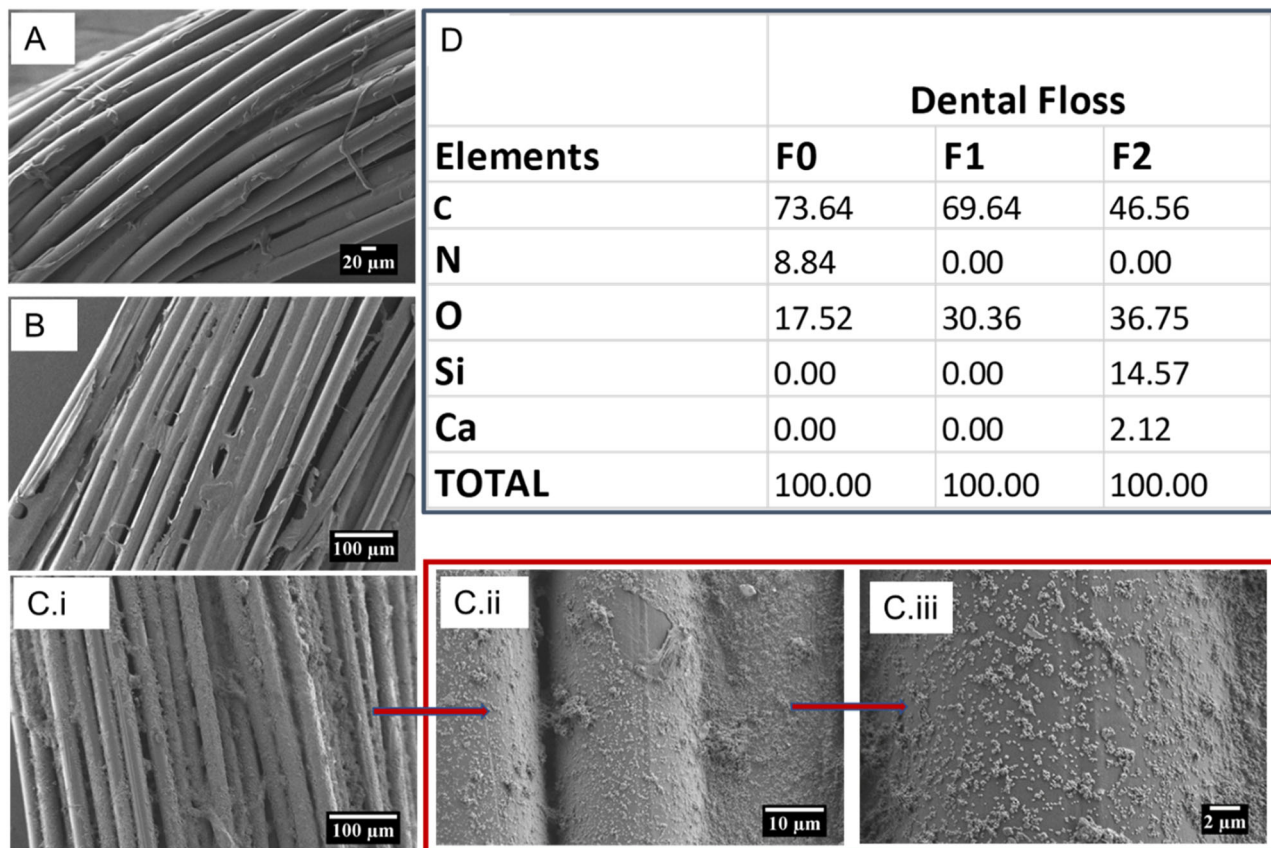 A
20 μm
B
100 μm
C.i
100 μm
D
Dental Floss
Elements F0 F1 F2
C 73.64 69.64 46.56
N 8.84 0.00 0.00
O 17.52 30.36 36.75
Si 0.00 0.00 14.57
Ca 0.00 0.00 2.12
TOTAL 100.00 100.00 100.00
C.ii
10 μm
C.iii
2 μm